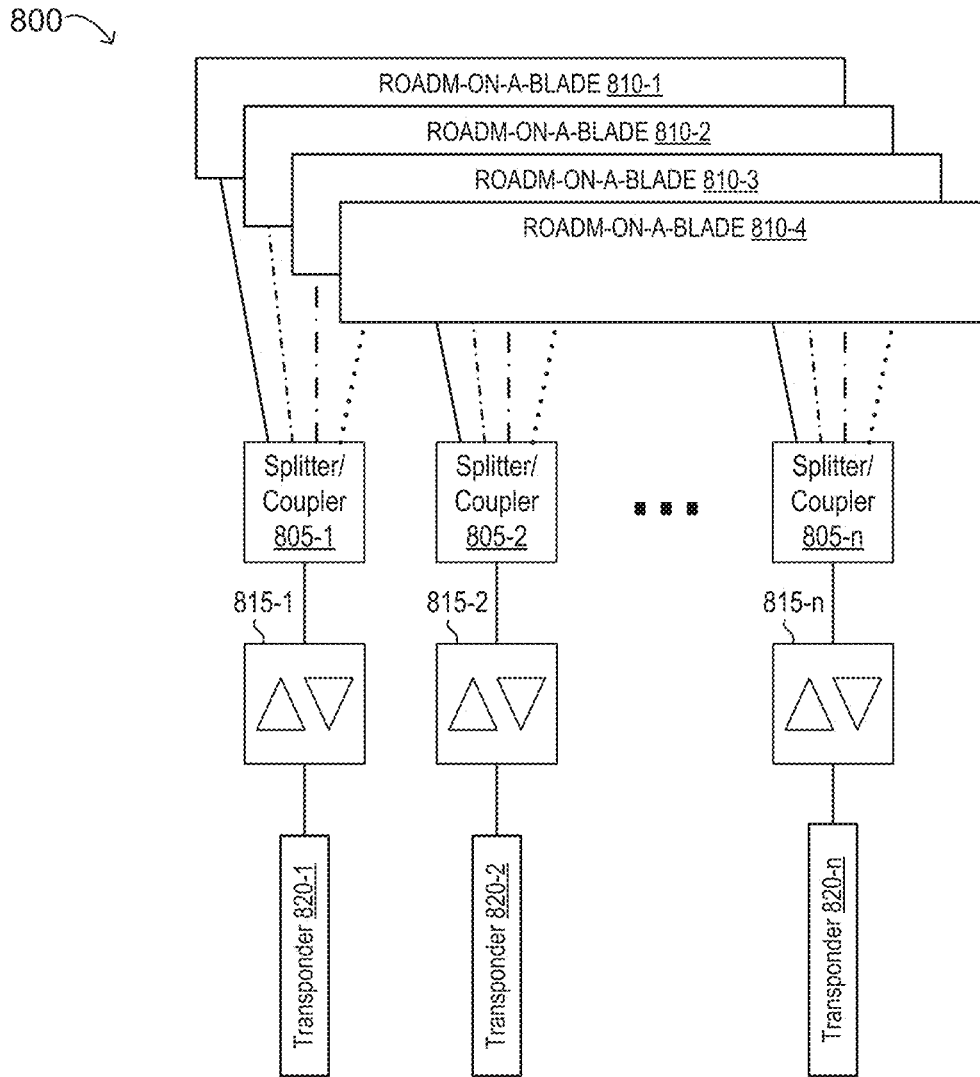 800
ROADM-ON-A-BLADE 810-1
ROADM-ON-A-BLADE 810-2
ROADM-ON-A-BLADE 810-3
ROADM-ON-A-BLADE 810-4
Splitter/
Coupler
805-1
Splitter/
Coupler
805-2
Splitter/
Coupler
805-n
815-1
815-2
815-n
Transponder 820-1
Transponder 820-2
Transponder 820-n